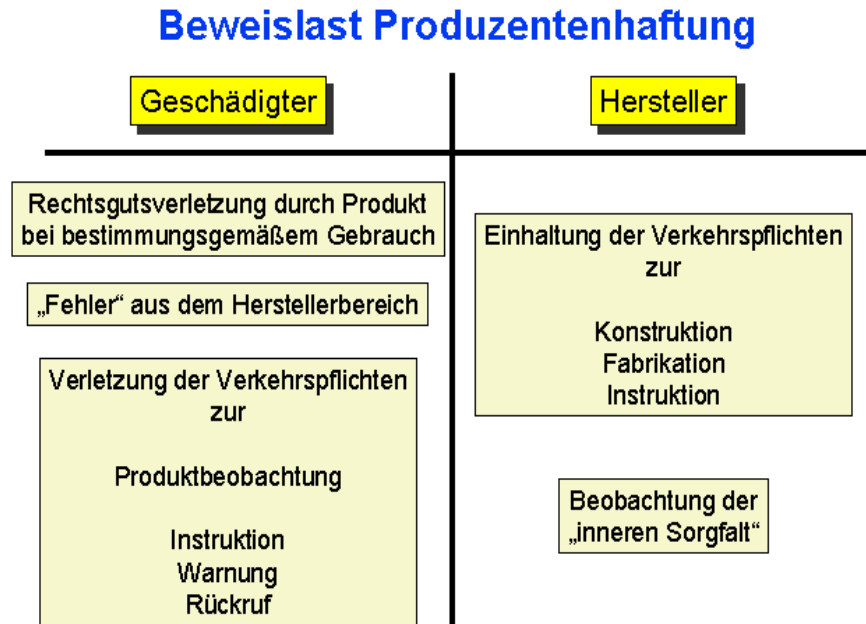 Beweislast Produzentenhaftung
Geschädigter
Rechtsgutsverletzung durch Produkt
bei bestimmungsgemäßem Gebrauch
„Fehler“ aus dem Herstellerbereich
Verletzung der Verkehrspflichten
zur
Produktbeobachtung
Instruktion
Warnung
Rückruf
Hersteller
Einhaltung der Verkehrspflichten
zur
Konstruktion
Fabrikation
Instruktion
Beobachtung der
„inneren Sorgfalt“